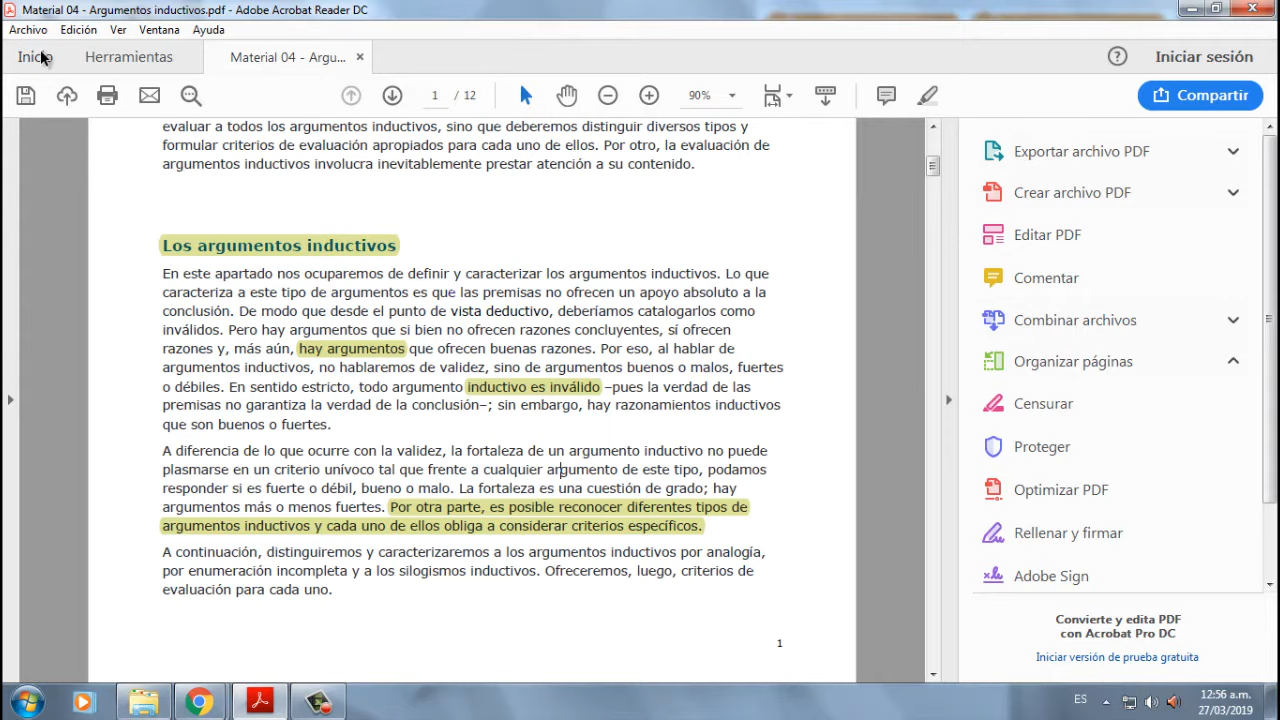 Material 04 - Argumentos inductivos.pdf - Adobe Acrobat Reader DC
Archivo Edición Ver Ventana Ayuda
Inicio Herramientas Material 04 - Argu... × Iniciar sesión
1 / 12 90% Compartir
evaluar a todos los argumentos inductivos, sino que deberemos distinguir diversos tipos y
formular criterios de evaluación apropiados para cada uno de ellos. Por otro, la evaluación de
argumentos inductivos involucra inevitablemente prestar atención a su contenido.
Los argumentos inductivos
En este apartado nos ocuparemos de definir y caracterizar los argumentos inductivos. Lo que
caracteriza a este tipo de argumentos es que las premisas no ofrecen un apoyo absoluto a la
conclusión. De modo que desde el punto de vista deductivo, deberíamos catalogarlos como
inválidos. Pero hay argumentos que si bien no ofrecen razones concluyentes, sí ofrecen
razones y, más aún, hay argumentos que ofrecen buenas razones. Por eso, al hablar de
argumentos inductivos, no hablaremos de validez, sino de argumentos buenos o malos, fuertes
o débiles. En sentido estricto, todo argumento inductivo es inválido –pues la verdad de las
premisas no garantiza la verdad de la conclusión–; sin embargo, hay razonamientos inductivos
que son buenos o fuertes.
A diferencia de lo que ocurre con la validez, la fortaleza de un argumento inductivo no puede
plasmarse en un criterio unívoco tal que frente a cualquier argumento de este tipo, podamos
responder si es fuerte o débil, bueno o malo. La fortaleza es una cuestión de grado; hay
argumentos más o menos fuertes. Por otra parte, es posible reconocer diferentes tipos de
argumentos inductivos y cada uno de ellos obliga a considerar criterios específicos.
A continuación, distinguiremos y caracterizaremos a los argumentos inductivos por analogía,
por enumeración incompleta y a los silogismos inductivos. Ofreceremos, luego, criterios de
evaluación para cada uno.
1
Exportar archivo PDF
Crear archivo PDF
Editar PDF
Comentar
Combinar archivos
Organizar páginas
Censurar
Proteger
Optimizar PDF
Rellenar y firmar
Adobe Sign
Convierte y edita PDF
con Acrobat Pro DC
Iniciar versión de prueba gratuita
ES
12:56 a.m.
27/03/2019